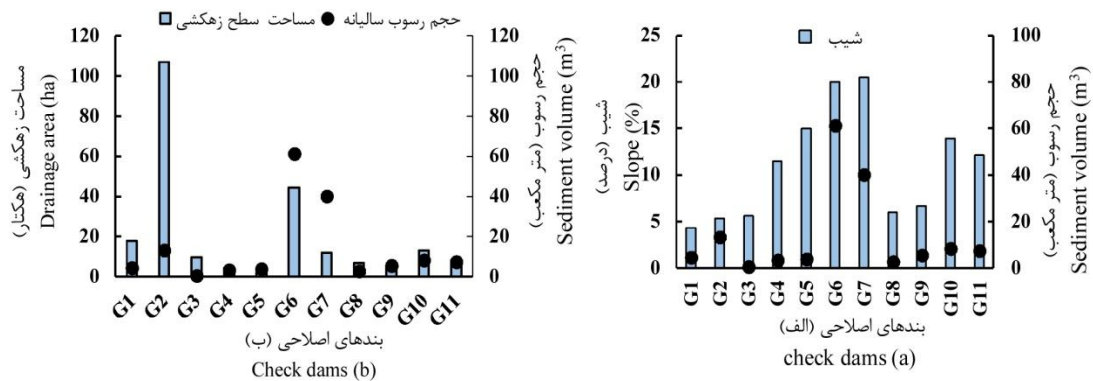 مساحت سطح زهکشی
حجم رسوب سالیانه
مساحت زهکشی (هکتار)
Drainage area (ha)
120
100
80
60
40
20
0
120
100
80
60
40
20
0
حجم رسوب (متر مکعب)
Sediment volume (m³)
G1 G2 G3 G4 G5 G6 G7 G8 G9 G10 G11
بندهای اصلاحی (ب)
Check dams (b)
شیب
شیب (درصد)
Slope (%)
25
20
15
10
5
0
100
80
60
40
20
0
حجم رسوب (متر مکعب)
Sediment volume (m³)
G1 G2 G3 G4 G5 G6 G7 G8 G9 G10 G11
بندهای اصلاحی (الف)
check dams (a)